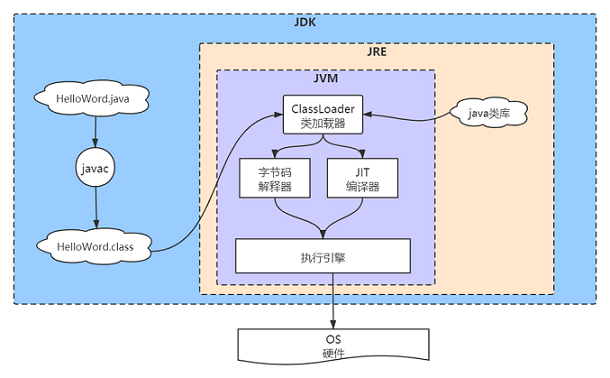 JDK
JRE
JVM
HelloWord.java
ClassLoader
类加载器
java类库
javac
字节码
解释器
JIT
编译器
HelloWord.class
执行引擎
OS
硬件